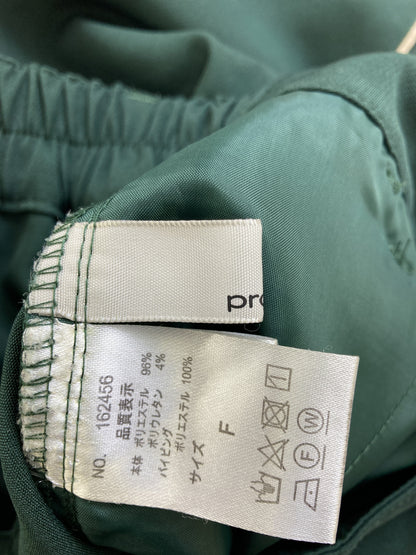 pro
NO. 162456
品質表示
本体 ポリエステル 96%
ポリウレタン 4%
パイピング
ポリエステル 100%
サイズ F
F
W